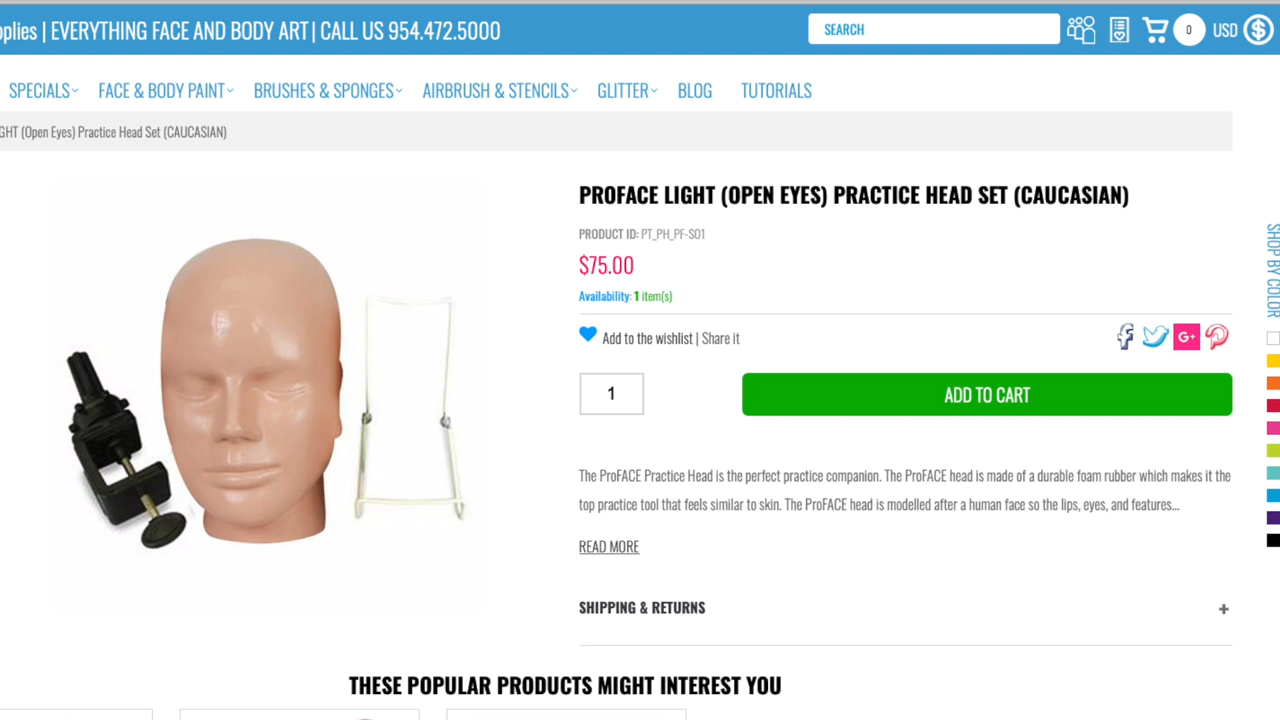 | EVERYTHING FACE AND BODY ART | CALL US 954.472.5000
SEARCH
0
USD
SPECIALS
FACE & BODY PAINT
BRUSHES & SPONGES
AIRBRUSH & STENCILS
GLITTER
BLOG
TUTORIALS
(Open Eyes) Practice Head Set (CAUCASIAN)
PROFACE LIGHT (OPEN EYES) PRACTICE HEAD SET (CAUCASIAN)
PRODUCT ID: PT_PH_PF-S01
$75.00
Availability: 1 item(s)
Add to the wishlist | Share it
G+
1
ADD TO CART
The ProFACE Practice Head is the perfect practice companion. The ProFACE head is made of a durable foam rubber which makes it the
top practice tool that feels similar to skin. The ProFACE head is modelled after a human face so the lips, eyes, and features...
READ MORE
SHIPPING & RETURNS
+
SHOP BY COLOR
THESE POPULAR PRODUCTS MIGHT INTEREST YOU